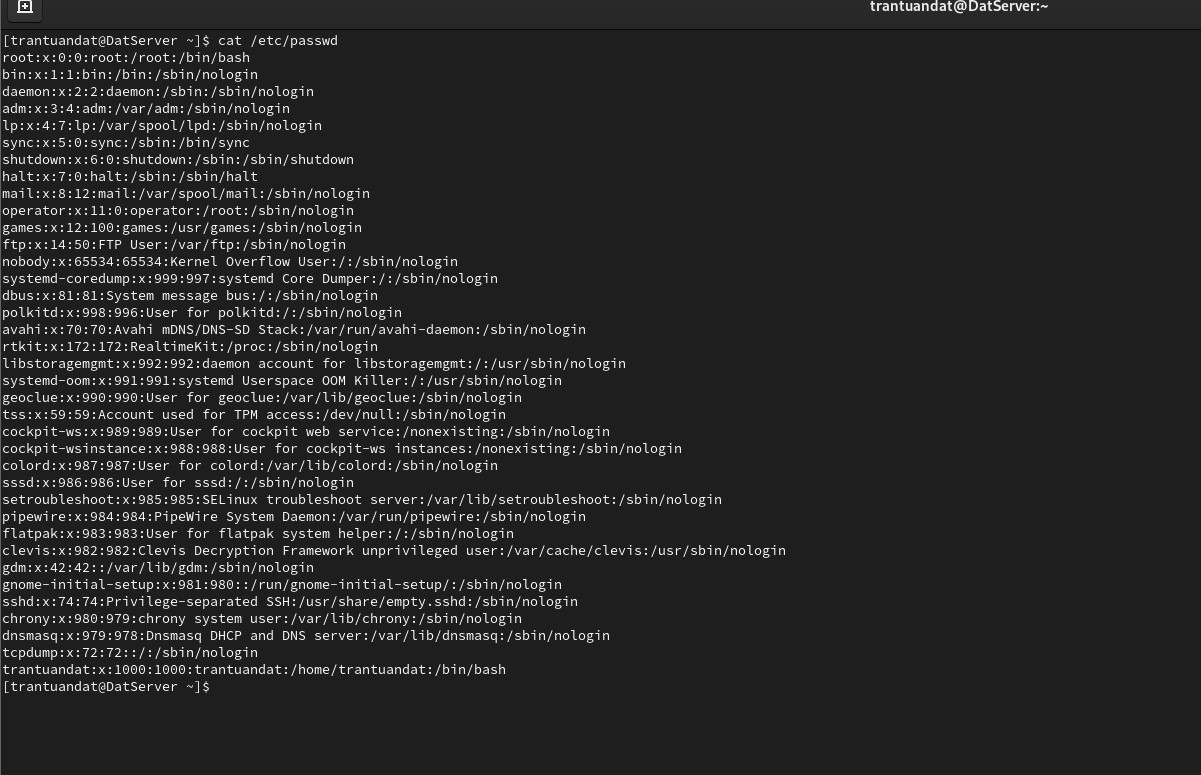 trantuandat@DatServer:~
[trantuandat@DatServer ~]$ cat /etc/passwd
root:x:0:0:root:/root:/bin/bash
bin:x:1:1:bin:/bin:/sbin/nologin
daemon:x:2:2:daemon:/sbin:/sbin/nologin
adm:x:3:4:adm:/var/adm:/sbin/nologin
lp:x:4:7:lp:/var/spool/lpd:/sbin/nologin
sync:x:5:0:sync:/sbin:/bin/sync
shutdown:x:6:0:shutdown:/sbin:/sbin/shutdown
halt:x:7:0:halt:/sbin:/sbin/halt
mail:x:8:12:mail:/var/spool/mail:/sbin/nologin
operator:x:11:0:operator:/root:/sbin/nologin
games:x:12:100:games:/usr/games:/sbin/nologin
ftp:x:14:50:FTP User:/var/ftp:/sbin/nologin
nobody:x:65534:65534:Kernel Overflow User:/:/sbin/nologin
systemd-coredump:x:999:997:systemd Core Dumper:/:/sbin/nologin
dbus:x:81:81:System message bus:/:/sbin/nologin
polkitd:x:998:996:User for polkitd:/:/sbin/nologin
avahi:x:70:70:Avahi mDNS/DNS-SD Stack:/var/run/avahi-daemon:/sbin/nologin
rtkit:x:172:172:RealtimeKit:/proc:/sbin/nologin
libstoragemgmt:x:992:992:daemon account for libstoragemgmt:/:/usr/sbin/nologin
systemd-oom:x:991:991:systemd Userspace OOM Killer:/:/usr/sbin/nologin
geoclue:x:990:990:User for geoclue:/var/lib/geoclue:/sbin/nologin
tss:x:59:59:Account used for TPM access:/dev/null:/sbin/nologin
cockpit-ws:x:989:989:User for cockpit web service:/nonexisting:/sbin/nologin
cockpit-wsinstance:x:988:988:User for cockpit-ws instances:/nonexisting:/sbin/nologin
colord:x:987:987:User for colord:/var/lib/colord:/sbin/nologin
sssd:x:986:986:User for sssd:/:/sbin/nologin
setroubleshoot:x:985:985:SELinux troubleshoot server:/var/lib/setroubleshoot:/sbin/nologin
pipewire:x:984:984:PipeWire System Daemon:/var/run/pipewire:/sbin/nologin
flatpak:x:983:983:User for flatpak system helper:/:/sbin/nologin
clevis:x:982:982:Clevis Decryption Framework unprivileged user:/var/cache/clevis:/usr/sbin/nologin
gdm:x:42:42::/var/lib/gdm:/sbin/nologin
gnome-initial-setup:x:981:980::/run/gnome-initial-setup/:/sbin/nologin
sshd:x:74:74:Privilege-separated SSH:/usr/share/empty.sshd:/sbin/nologin
chrony:x:980:979:chrony system user:/var/lib/chrony:/sbin/nologin
dnsmasq:x:979:978:Dnsmasq DHCP and DNS server:/var/lib/dnsmasq:/sbin/nologin
tcpdump:x:72:72::/:/sbin/nologin
trantuandat:x:1000:1000:trantuandat:/home/trantuandat:/bin/bash
[trantuandat@DatServer ~]$